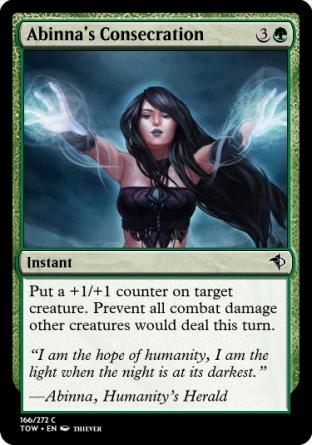 Abinna's Consecration 3
Instant
Put a +1/+1 counter on target
creature. Prevent all combat damage
other creatures would deal this turn.
"I am the hope of humanity, I am the
light when the night is at its darkest."
—Abinna, Humanity's Herald
166/272 C
TOW • EN THIEVER